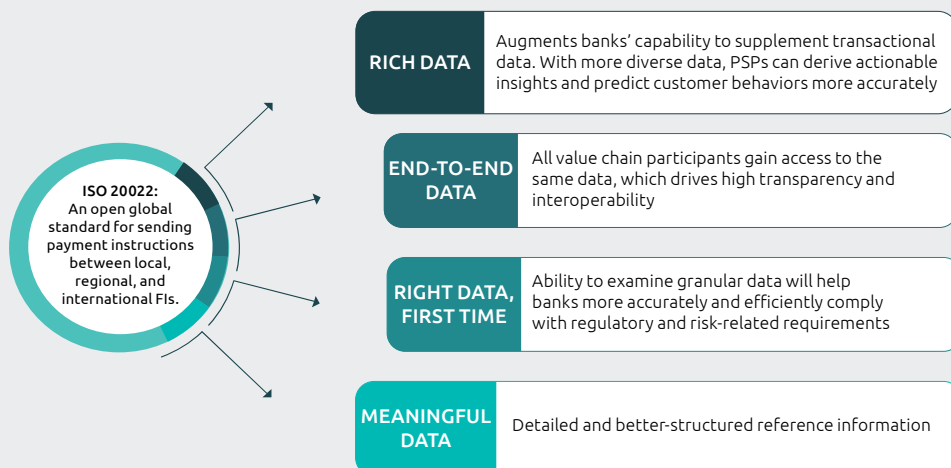 ISO 20022:
An open global
standard for sending
payment instructions
between local,
regional, and
international FIs.
RICH DATA
Augments banks’ capability to supplement transactional
data. With more diverse data, PSPs can derive actionable
insights and predict customer behaviors more accurately
END-TO-END
DATA
All value chain participants gain access to the
same data, which drives high transparency and
interoperability
RIGHT DATA,
FIRST TIME
Ability to examine granular data will help
banks more accurately and efficiently comply
with regulatory and risk-related requirements
MEANINGFUL
DATA
Detailed and better-structured reference information